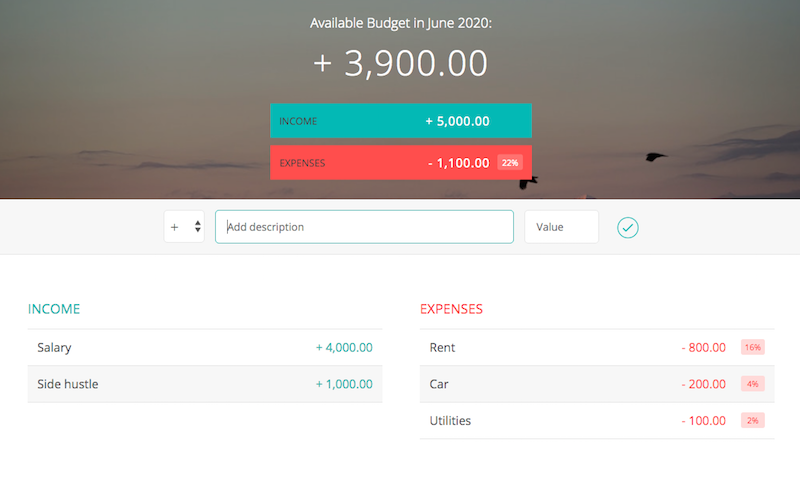 Available Budget in June 2020:
+ 3,900.00
INCOME + 5,000.00
EXPENSES - 1,100.00 22%
+ Add description Value
INCOME
Salary + 4,000.00
Side hustle + 1,000.00
EXPENSES
Rent - 800.00 16%
Car - 200.00 4%
Utilities - 100.00 2%